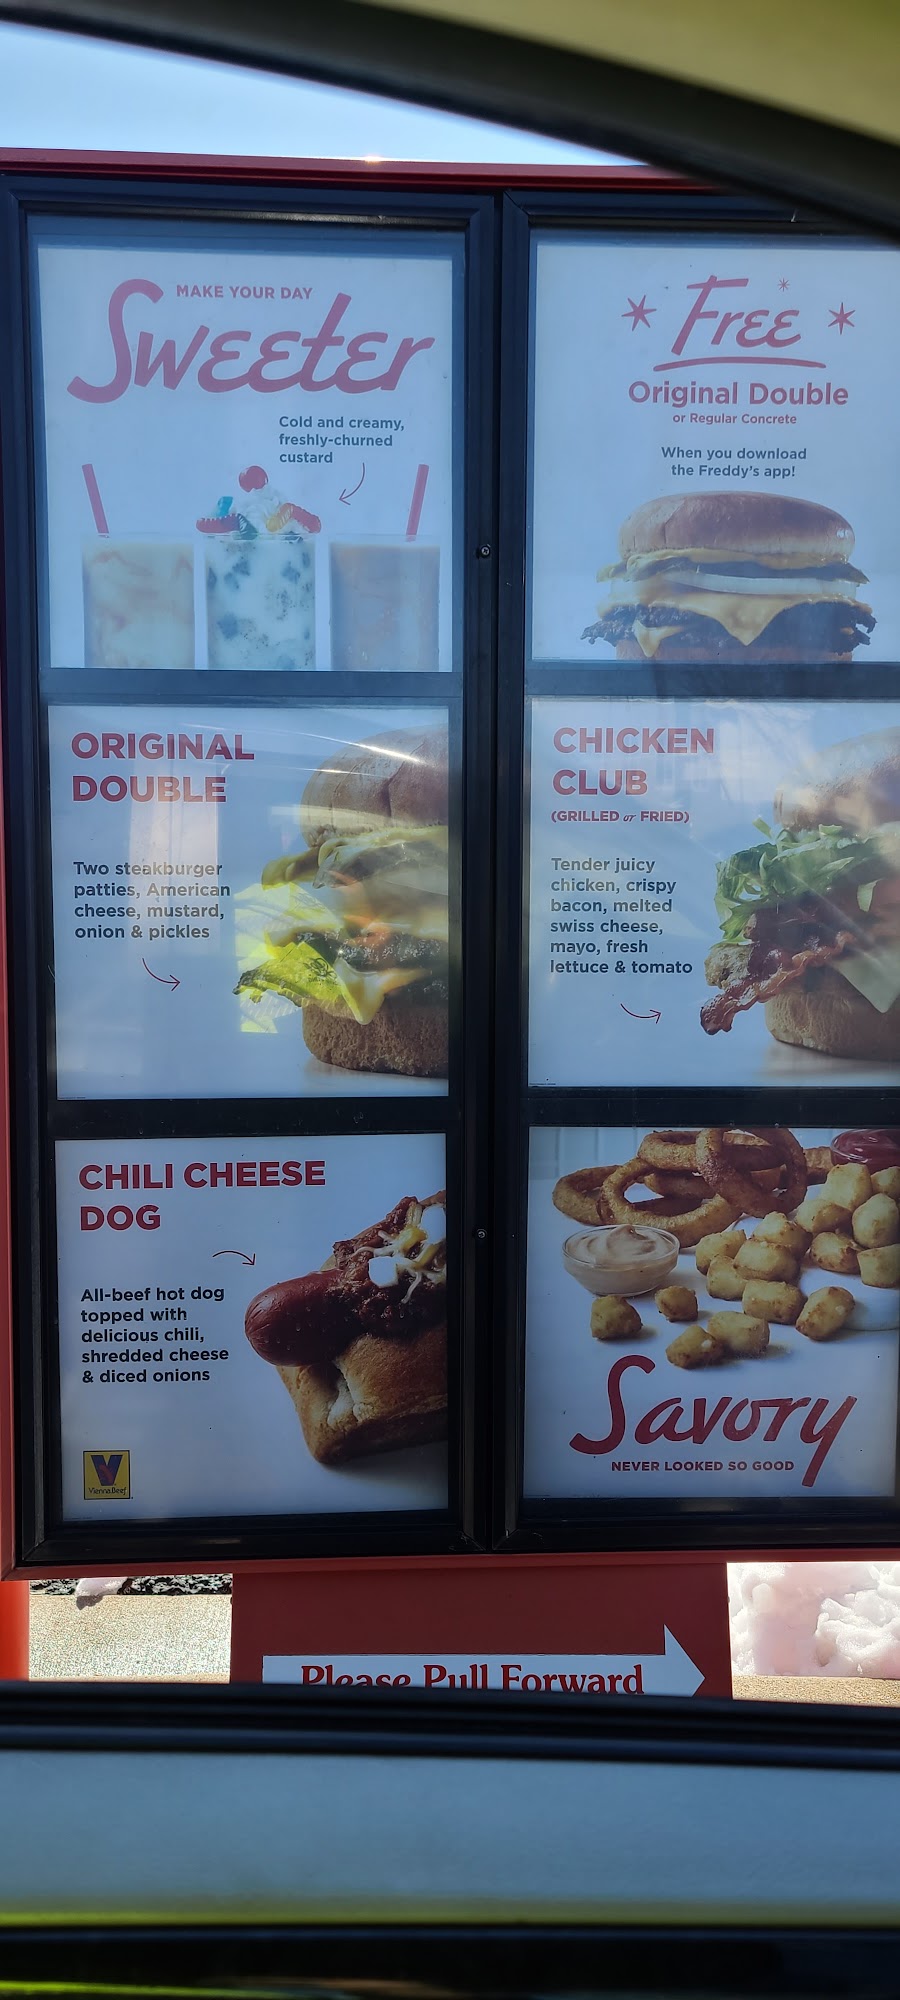 MAKE YOUR DAY
Sweeter
Cold and creamy,
freshly-churned
custard
Free
Original Double
or Regular Concrete
When you download
the Freddy's app!
ORIGINAL
DOUBLE
Two steakburger
patties, American
cheese, mustard,
onion & pickles
CHICKEN
CLUB
(GRILLED or FRIED)
Tender juicy
chicken, crispy
bacon, melted
swiss cheese,
mayo, fresh
lettuce & tomato
CHILI CHEESE
DOG
All-beef hot dog
topped with
delicious chili,
shredded cheese
& diced onions
V
Vienna Beef
Savory
NEVER LOOKED SO GOOD
Please Pull Forward